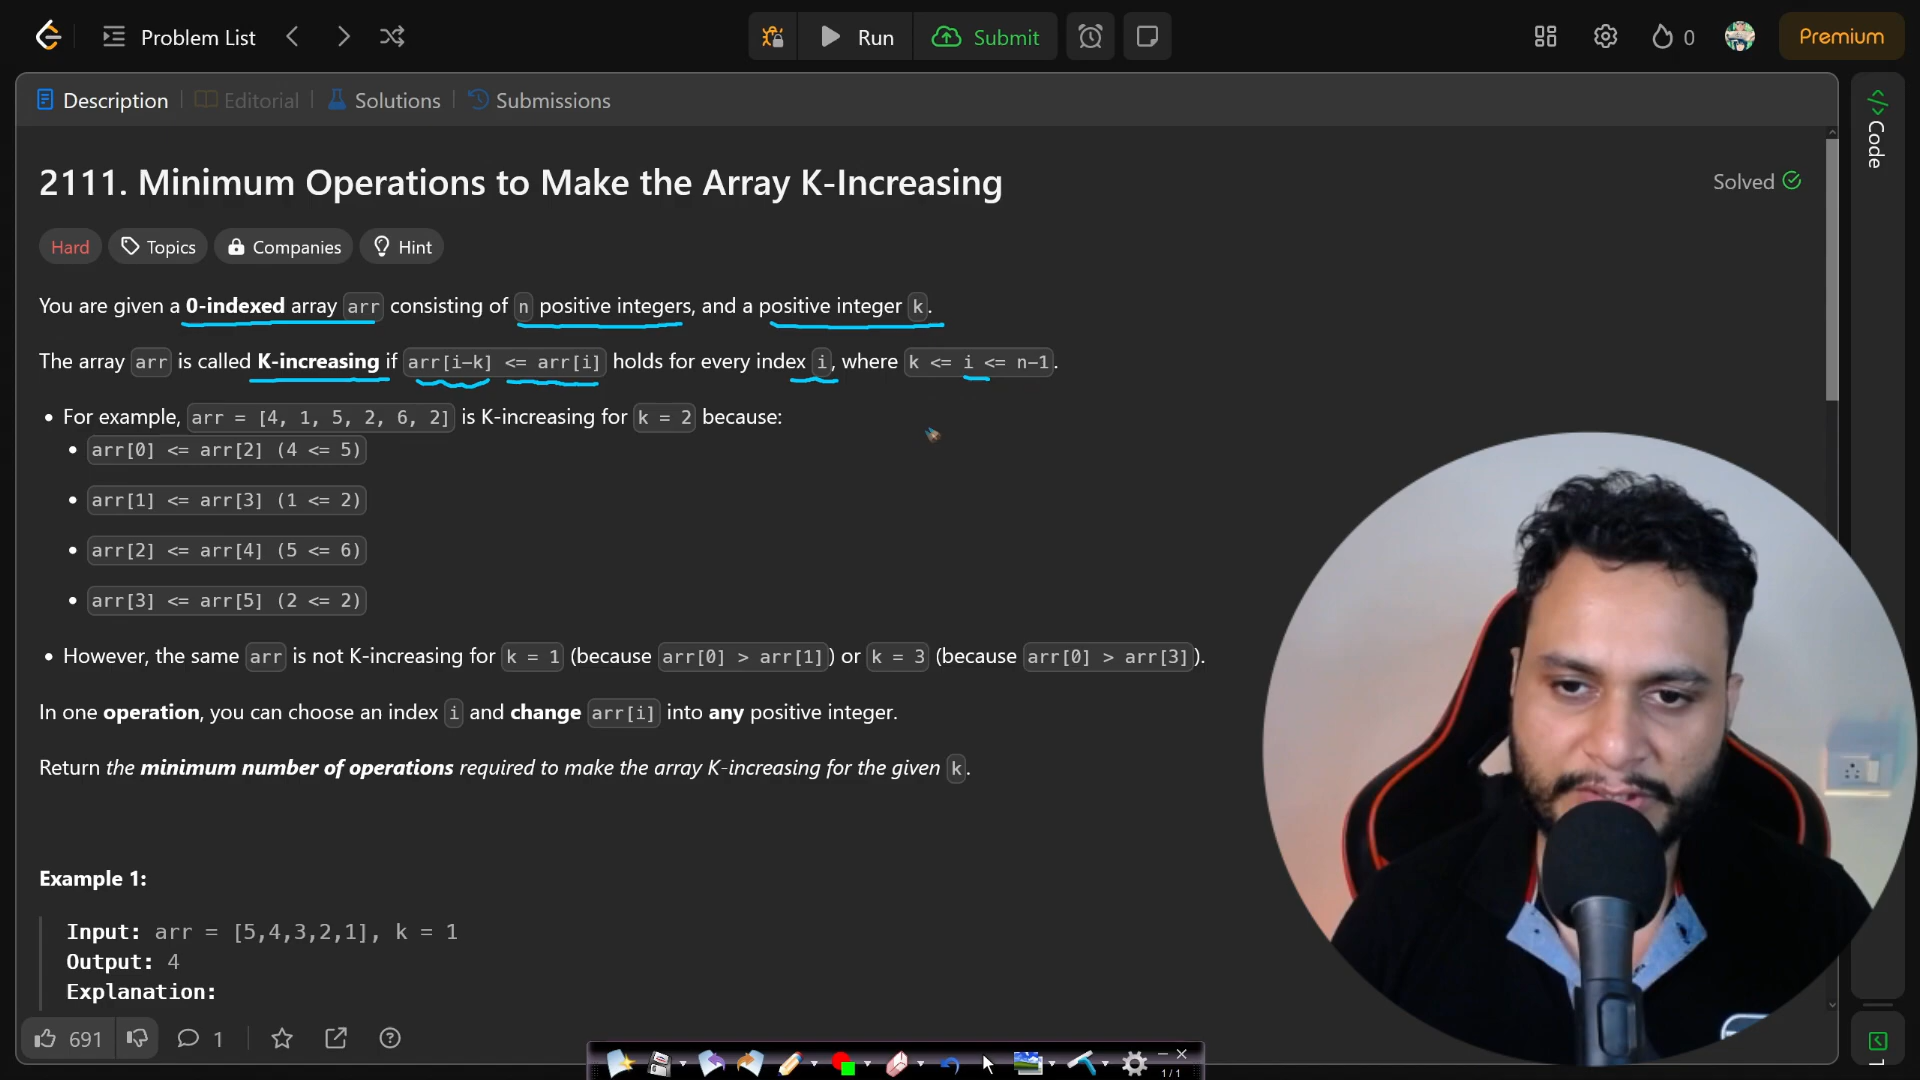 Problem List
Run
Submit
0
Premium
Description
Editorial
Solutions
Submissions
Code
2111. Minimum Operations to Make the Array K-Increasing
Solved
Hard
Topics
Companies
Hint
You are given a 0-indexed array arr consisting of n positive integers, and a positive integer k.
The array arr is called K-increasing if arr[i-k] <= arr[i] holds for every index i, where k <= i <= n-1.
• For example, arr = [4, 1, 5, 2, 6, 2] is K-increasing for k = 2 because:
• arr[0] <= arr[2] (4 <= 5)
• arr[1] <= arr[3] (1 <= 2)
• arr[2] <= arr[4] (5 <= 6)
• arr[3] <= arr[5] (2 <= 2)
• However, the same arr is not K-increasing for k = 1 (because arr[0] > arr[1]) or k = 3 (because arr[0] > arr[3]).
In one operation, you can choose an index i and change arr[i] into any positive integer.
Return the minimum number of operations required to make the array K-increasing for the given k.
Example 1:
Input: arr = [5,4,3,2,1], k = 1
Output: 4
Explanation:
691
1
1/1